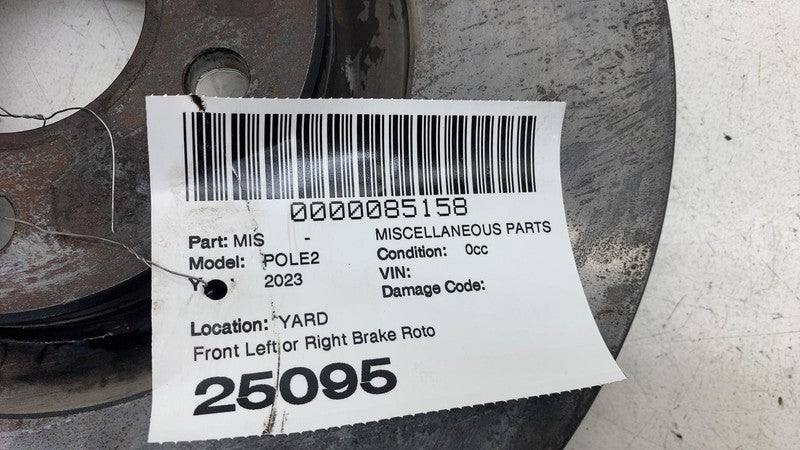 0000085158
Part: MIS - MISCELLANEOUS PARTS
Model: POLE2 Condition: 0cc
Y 2023 VIN:
Damage Code:
Location: YARD
Front Left or Right Brake Roto
25095